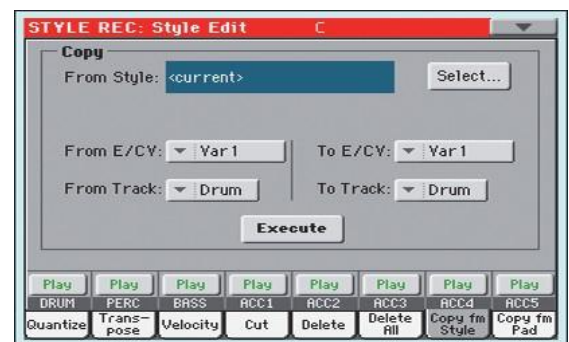 STYLE REC: Style Edit C
Copy
From Style: <current> Select...
From E/CV: Var1 To E/CV: Var1
From Track: Drum To Track: Drum
Execute
Play Play Play Play Play Play Play Play
DRUM PERC BASS ACC1 ACC2 ACC3 ACC4 ACC5
Quantize Trans- Velocity Cut Delete Delete Copy fm Copy fm
pose All Style Pad